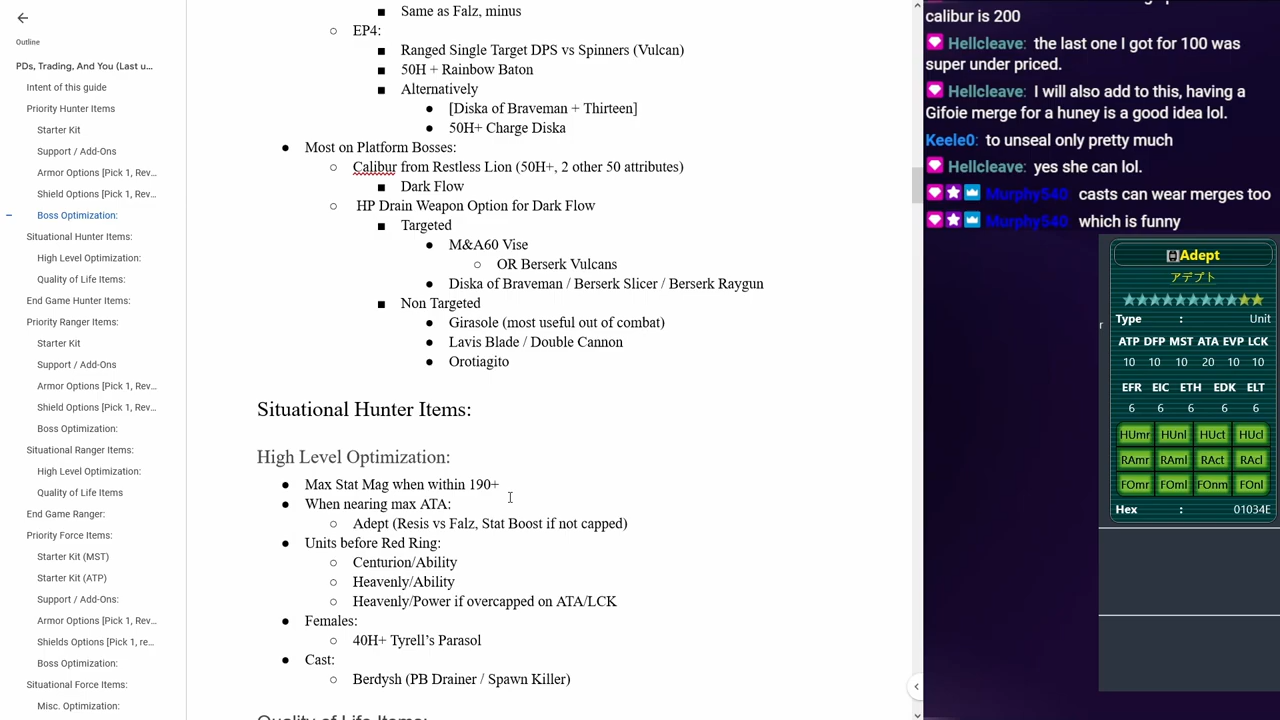 Outline
PDs, Trading, And You (Last u...
Intent of this guide
Priority Hunter Items
Starter Kit
Support / Add-Ons
Armor Options [Pick 1, Rev...
Shield Options [Pick 1, Rev...
Boss Optimization:
Situational Hunter Items:
High Level Optimization:
Quality of Life Items:
End Game Hunter Items:
Priority Ranger Items:
Starter Kit
Support / Add-Ons
Armor Options [Pick 1, Rev...
Shield Options [Pick 1, Rev...
Boss Optimization:
Situational Ranger Items:
High Level Optimization:
Quality of Life Items
End Game Ranger:
Priority Force Items:
Starter Kit (MST)
Starter Kit (ATP)
Support / Add-Ons:
Armor Options [Pick 1, Rev...
Shields Options [Pick 1, re...
Boss Optimization:
Situational Force Items:
Misc. Optimization:
Same as Falz, minus
EP4:
Ranged Single Target DPS vs Spinners (Vulcan)
50H + Rainbow Baton
Alternatively
[Diska of Braveman + Thirteen]
50H+ Charge Diska
Most on Platform Bosses:
Calibur from Restless Lion (50H+, 2 other 50 attributes)
Dark Flow
HP Drain Weapon Option for Dark Flow
Targeted
M&A60 Vise
OR Berserk Vulcans
Diska of Braveman / Berserk Slicer / Berserk Raygun
Non Targeted
Girasole (most useful out of combat)
Lavis Blade / Double Cannon
Orotiagito
Situational Hunter Items:
High Level Optimization:
Max Stat Mag when within 190+
When nearing max ATA:
Adept (Resis vs Falz, Stat Boost if not capped)
Units before Red Ring:
Centurion/Ability
Heavenly/Ability
Heavenly/Power if overcapped on ATA/LCK
Females:
40H+ Tyrell's Parasol
Cast:
Berdysh (PB Drainer / Spawn Killer)
Quality of Life Items:
calibur is 200
Hellcleave: the last one I got for 100 was
super under priced.
Hellcleave: I will also add to this, having a
Gifoie merge for a huney is a good idea lol.
Keele0: to unseal only pretty much
Hellcleave: yes she can lol.
Murphy540: casts can wear merges too
Murphy540: which is funny
Adept
アデプト
Type : Unit
ATP DFP MST ATA EVP LCK
10 10 10 20 10 10
EFR EIC ETH EDK ELT
6 6 6 6 6
HUmr HUnl HUct HUcl
RAmr RAml RAct RAcl
FOmr FOml FOnm FOnl
Hex : 01034E